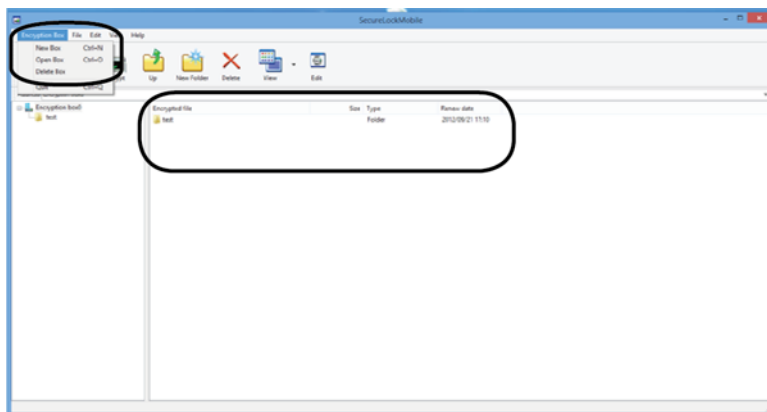 SecureLockMobile
Encryption Box File Edit Help
New Box Ctrl+N
Open Box Ctrl+O
Delete Box
Quit Ctrl+Q
Up New Folder Delete View Edit
Encryption box0
test
Encrypted file Size Type Renew date
test Folder 2012/09/21 17:10